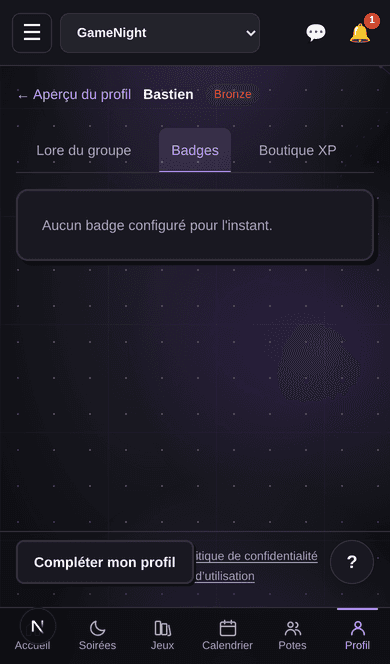 GameNight
1
← Aperçu du profil Bastien Bronze
Lore du groupe Badges Boutique XP
Aucun badge configuré pour l'instant.
Compléter mon profil itique de confidentialité
d'utilisation
?
N
Accueil Soirées Jeux Calendrier Potes Profil